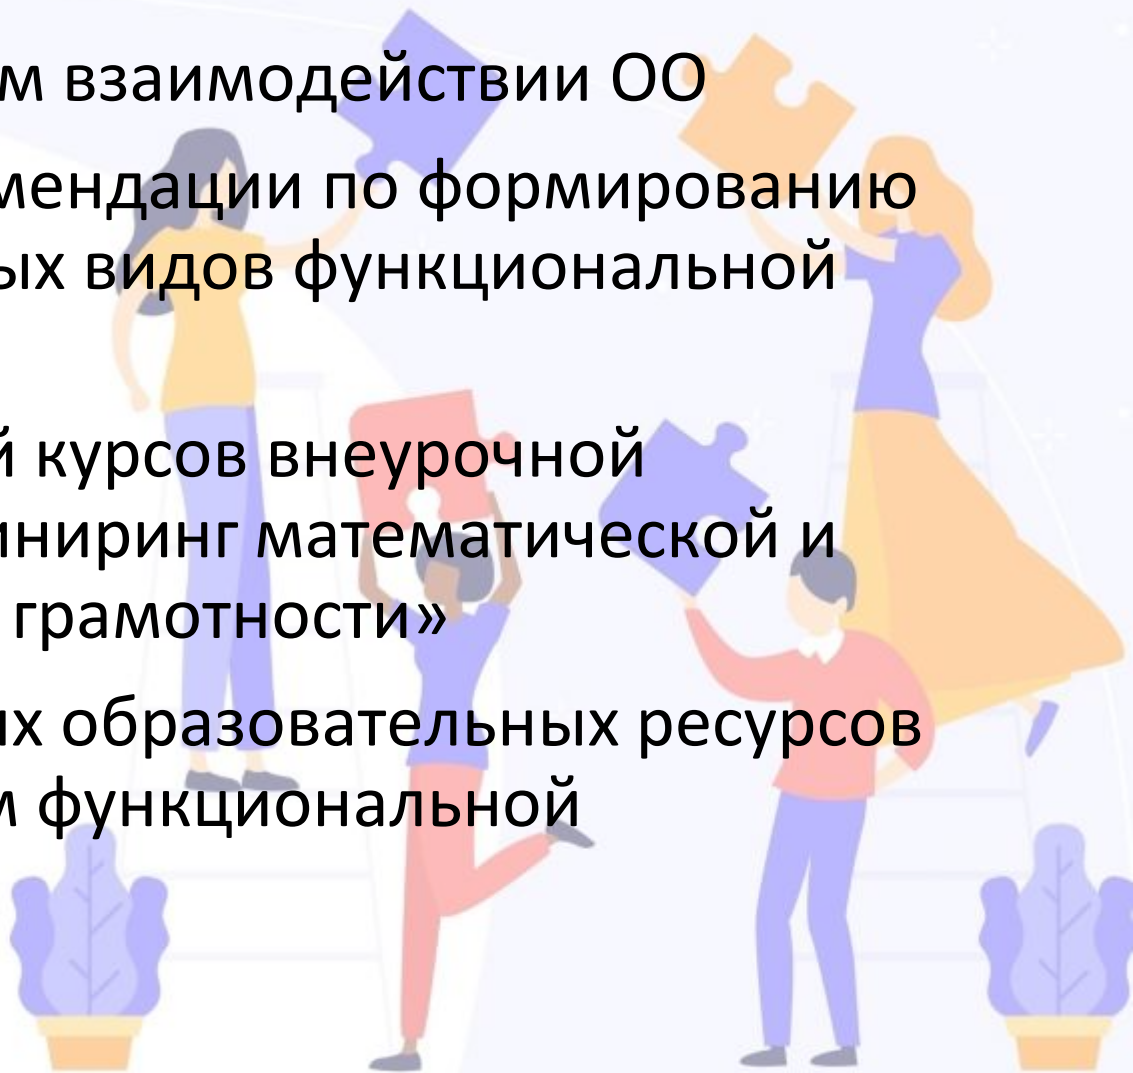 м взаимодействии ОО
мендации по формированию
ых видов функциональной
й курсов внеурочной
иниринг математической и
грамотности»
ых образовательных ресурсов
м функциональной